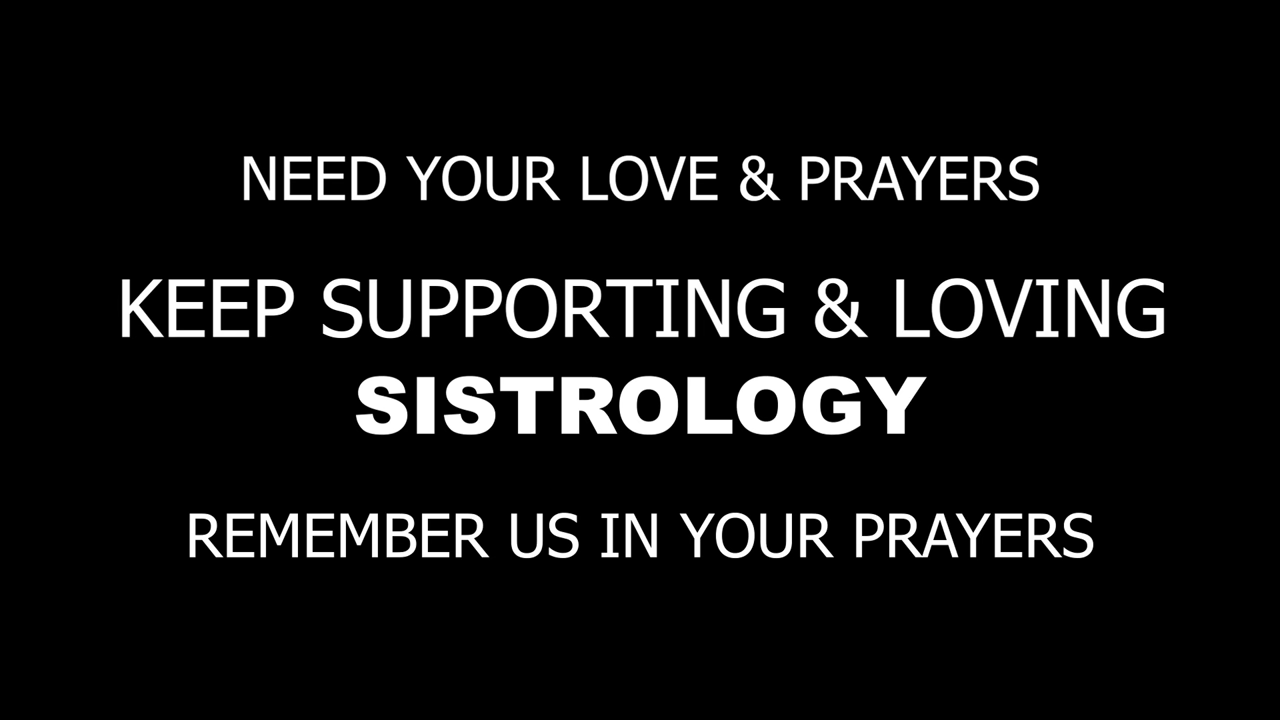 NEED YOUR LOVE & PRAYERS
KEEP SUPPORTING & LOVING
SISTROLOGY
REMEMBER US IN YOUR PRAYERS